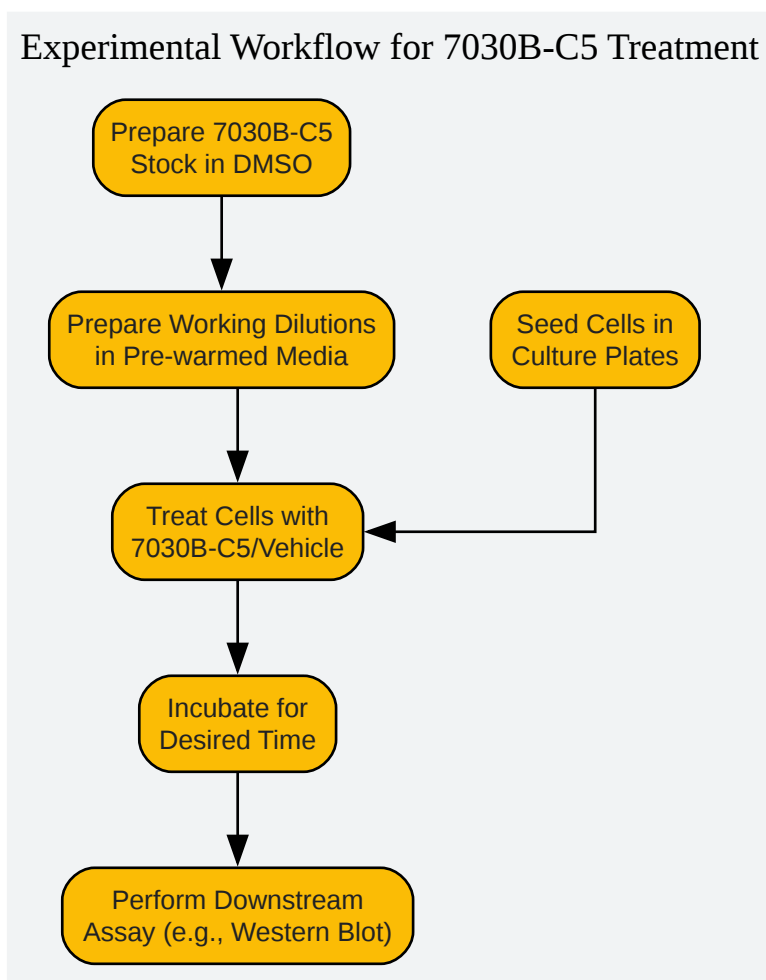 Experimental Workflow for 7030B-C5 Treatment
Prepare 7030B-C5
Stock in DMSO
Prepare Working Dilutions
in Pre-warmed Media
Seed Cells in
Culture Plates
Treat Cells with
7030B-C5/Vehicle
Incubate for
Desired Time
Perform Downstream
Assay (e.g., Western Blot)